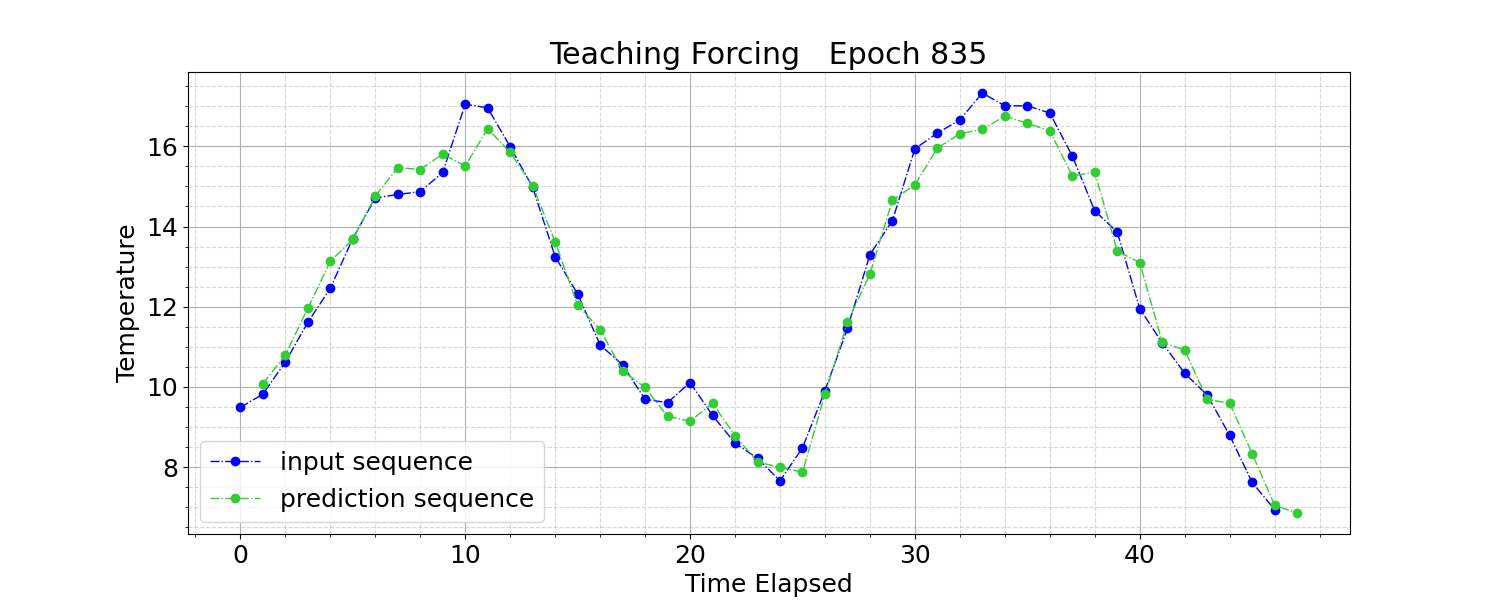 Teaching Forcing   Epoch 835
Temperature
16
14
12
10
8
input sequence
prediction sequence
0 10 20 30 40
Time Elapsed